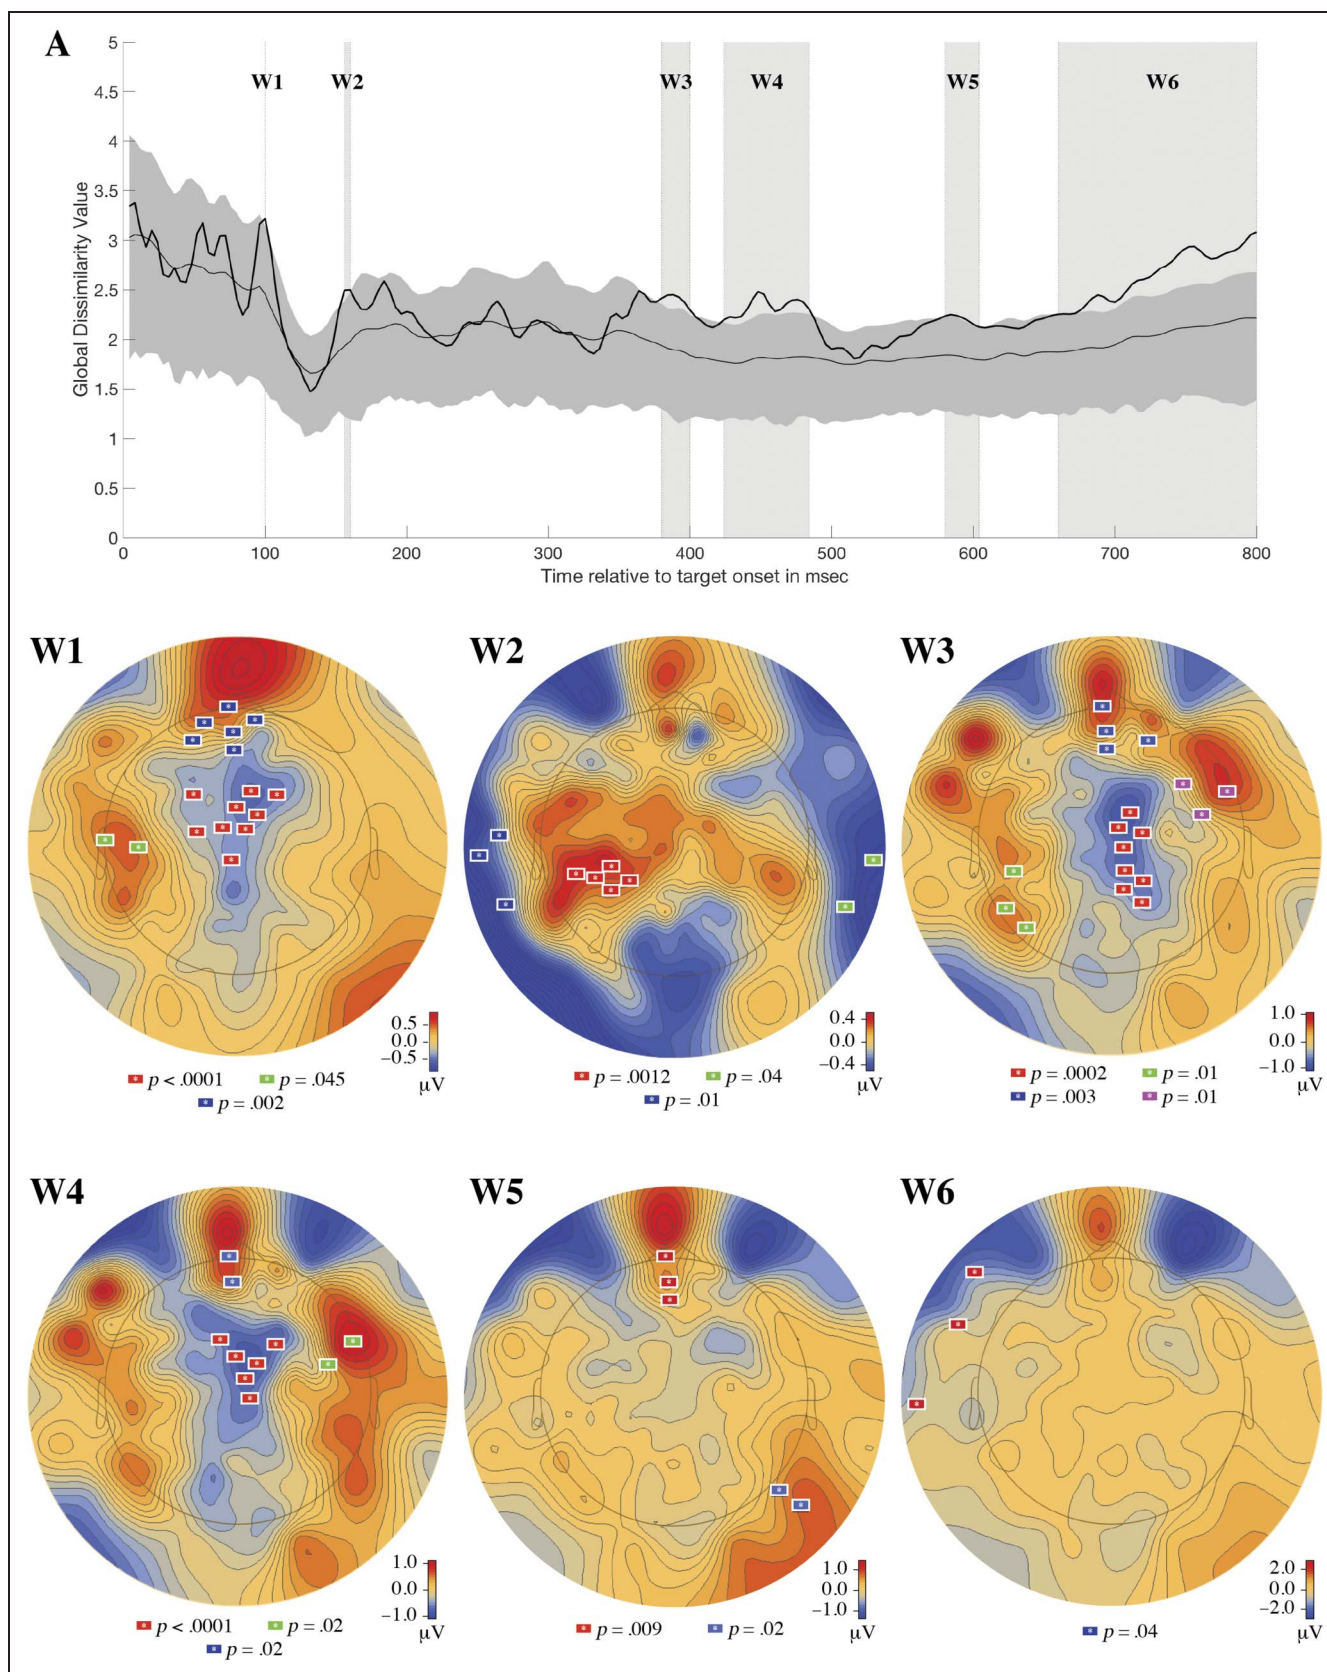 A
5
4.5
4
3.5
3
2.5
2
1.5
1
0.5
0
Global Dissimilarity Value
W1 W2 W3 W4 W5 W6
0 100 200 300 400 500 600 700 800
Time relative to target onset in msec
W1
0.5
0.0
−0.5
μV
* p < .0001 * p = .045
* p = .002
W2
0.4
0.0
−0.4
μV
* p = .0012 * p = .04
* p = .01
W3
1.0
0.0
−1.0
μV
* p = .0002 * p = .01
* p = .003 * p = .01
W4
1.0
0.0
−1.0
μV
* p < .0001 * p = .02
* p = .02
W5
1.0
0.0
−1.0
μV
* p = .009 * p = .02
W6
2.0
0.0
−2.0
μV
* p = .04